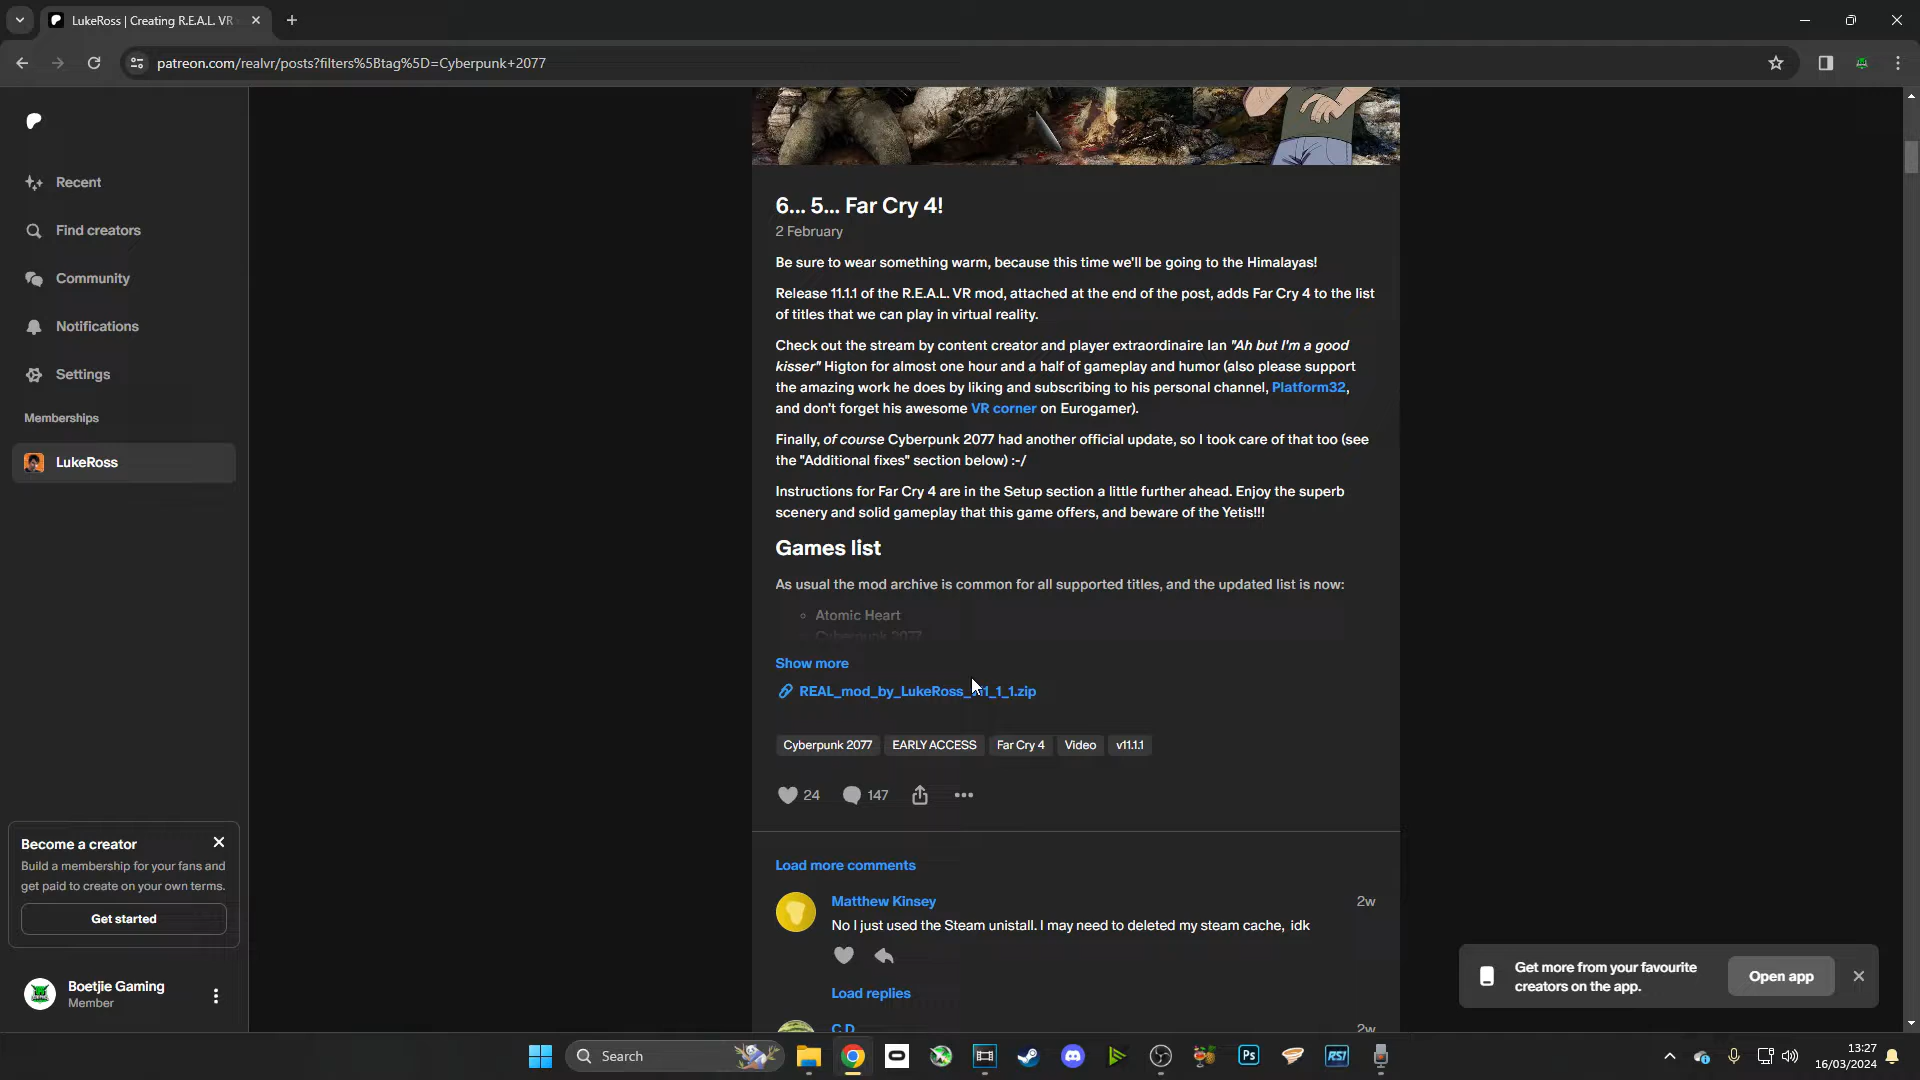 LukeRoss | Creating R.E.A.L. VR
patreon.com/realvr/posts?filters%5Btag%5D=Cyberpunk+2077
Recent
Find creators
Community
Notifications
Settings
Memberships
LukeRoss
6... 5... Far Cry 4!
2 February
Be sure to wear something warm, because this time we'll be going to the Himalayas!
Release 11.1.1 of the R.E.A.L. VR mod, attached at the end of the post, adds Far Cry 4 to the list
of titles that we can play in virtual reality.
Check out the stream by content creator and player extraordinaire Ian "Ah but I'm a good
kisser" Higton for almost one hour and a half of gameplay and humor (also please support
the amazing work he does by liking and subscribing to his personal channel, Platform32,
and don't forget his awesome VR corner on Eurogamer).
Finally, of course Cyberpunk 2077 had another official update, so I took care of that too (see
the "Additional fixes" section below) :-/
Instructions for Far Cry 4 are in the Setup section a little further ahead. Enjoy the superb
scenery and solid gameplay that this game offers, and beware of the Yetis!!!
Games list
As usual the mod archive is common for all supported titles, and the updated list is now:
Atomic Heart
Cyberpunk 2077
Show more
REAL_mod_by_LukeRoss_11_1_1.zip
Cyberpunk 2077 EARLY ACCESS Far Cry 4 Video v11.1.1
24 147
Load more comments
Matthew Kinsey 2w
No I just used the Steam unistall. I may need to deleted my steam cache, idk
Load replies
C D 2w
Become a creator
Build a membership for your fans and
get paid to create on your own terms.
Get started
Boetjie Gaming
Member
Get more from your favourite
creators on the app.
Open app
Search
Ps
RSI
13:27
16/03/2024